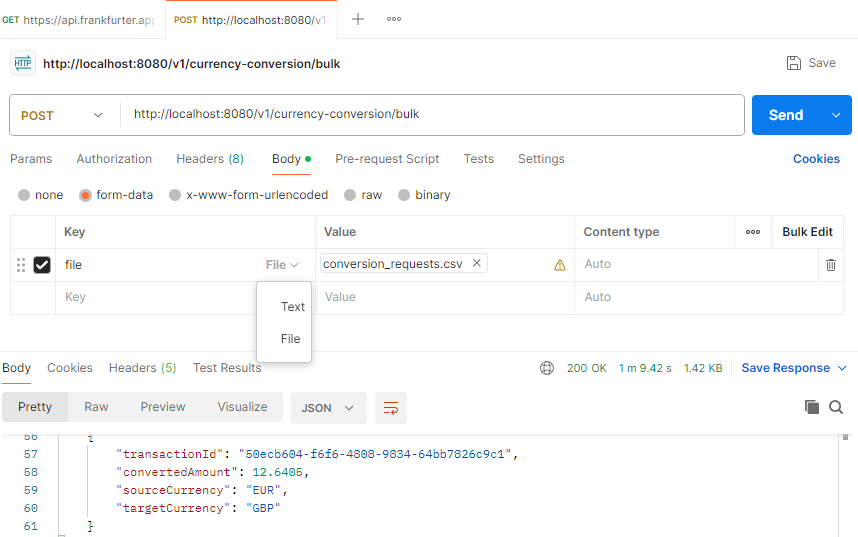 GET https://api.frankfurter.app
POST http://localhost:8080/v1
HTTP http://localhost:8080/v1/currency-conversion/bulk
Save
POST
http://localhost:8080/v1/currency-conversion/bulk
Send
Params
Authorization
Headers (8)
Body
Pre-request Script
Tests
Settings
Cookies
none
form-data
x-www-form-urlencoded
raw
binary
Key
Value
Content type
Bulk Edit
file
File
conversion_requests.csv
Auto
Key
Value
Auto
Text
File
Body
Cookies
Headers (5)
Test Results
200 OK
1 m 9.42 s
1.42 KB
Save Response
Pretty
Raw
Preview
Visualize
JSON
56 {
57 "transactionId": "50ecb604-f6f6-4808-9834-64bb7826c9c1",
58 "convertedAmount": 12.6405,
59 "sourceCurrency": "EUR",
60 "targetCurrency": "GBP"
61 }